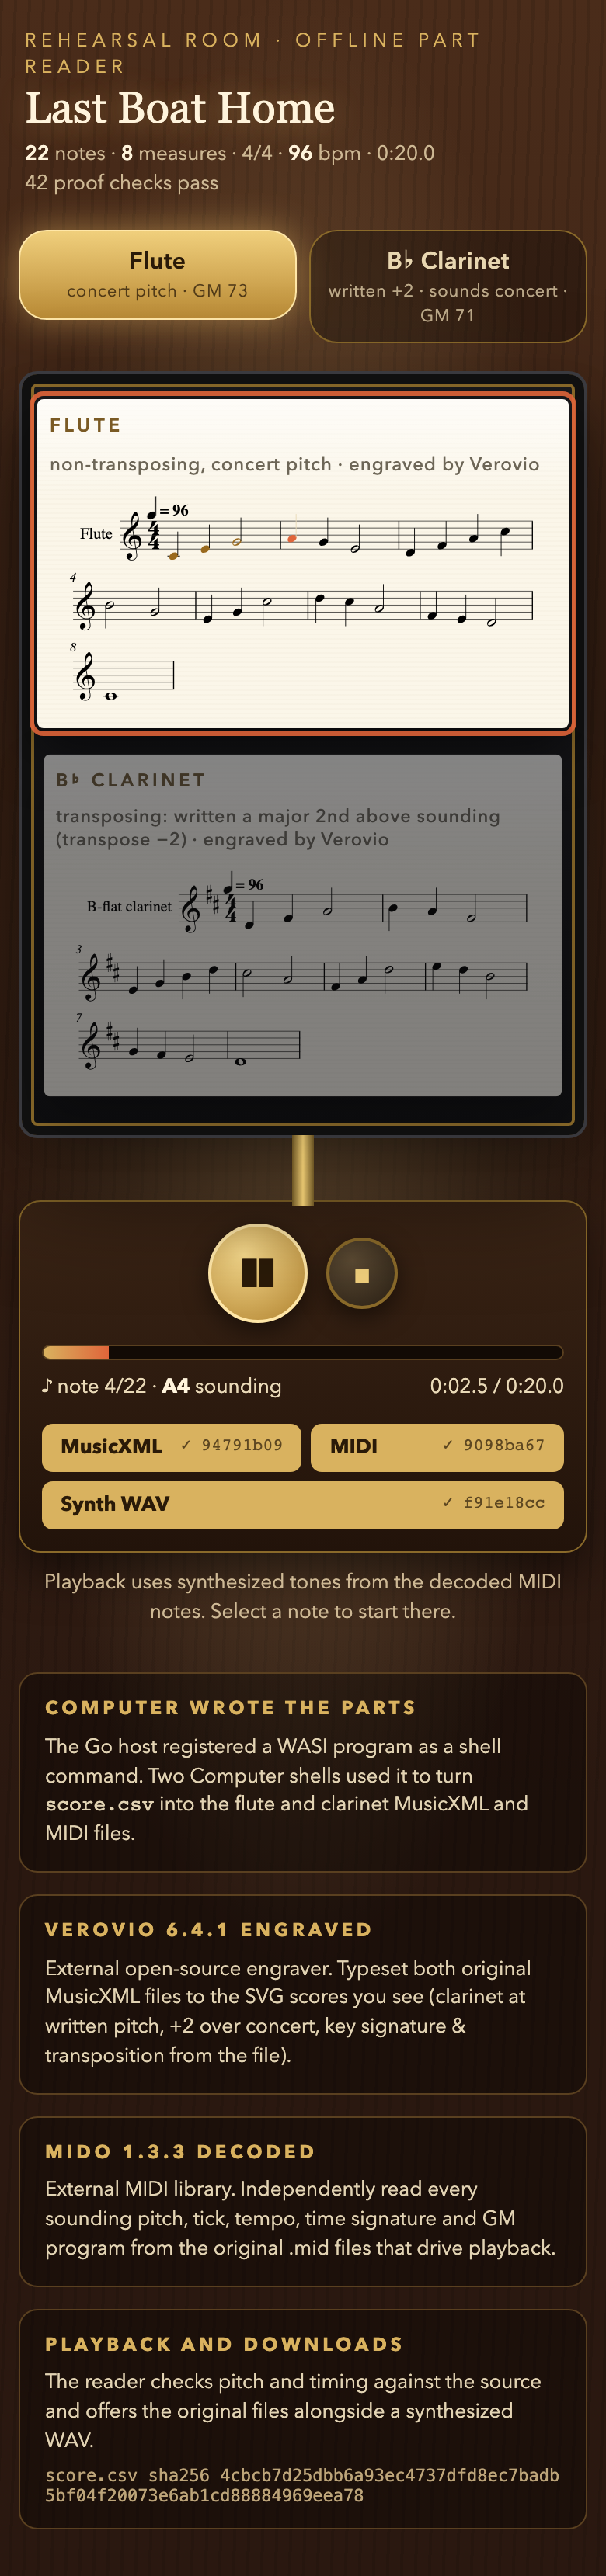 REHEARSAL ROOM · OFFLINE PART
READER
Last Boat Home
22 notes · 8 measures · 4/4 · 96 bpm · 0:20.0
42 proof checks pass
Flute
concert pitch · GM 73
B♭ Clarinet
written +2 · sounds concert ·
GM 71
FLUTE
non-transposing, concert pitch · engraved by Verovio
= 96
Flute
4
4
4
8
B♭ CLARINET
transposing: written a major 2nd above sounding
(transpose −2) · engraved by Verovio
= 96
B-flat clarinet
4
4
3
7
♪ note 4/22 · A4 sounding
0:02.5 / 0:20.0
MusicXML ✓ 94791b09
MIDI ✓ 9098ba67
Synth WAV ✓ f91e18cc
Playback uses synthesized tones from the decoded MIDI
notes. Select a note to start there.
COMPUTER WROTE THE PARTS
The Go host registered a WASI program as a shell
command. Two Computer shells used it to turn
score.csv into the flute and clarinet MusicXML and
MIDI files.
VEROVIO 6.4.1 ENGRAVED
External open-source engraver. Typeset both original
MusicXML files to the SVG scores you see (clarinet at
written pitch, +2 over concert, key signature &
transposition from the file).
MIDO 1.3.3 DECODED
External MIDI library. Independently read every
sounding pitch, tick, tempo, time signature and GM
program from the original .mid files that drive playback.
PLAYBACK AND DOWNLOADS
The reader checks pitch and timing against the source
and offers the original files alongside a synthesized
WAV.
score.csv sha256 4cbcb7d25dbb6a93ec4737dfd8ec7badb
5bf04f20073e6ab1cd88884969eea78